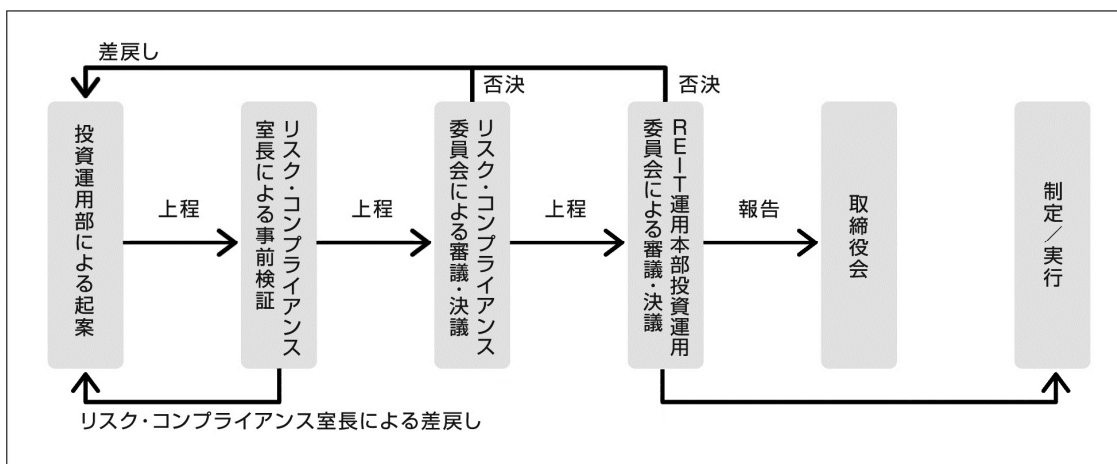 差戻し
否決
否決
投資運用部による起案
上程
リスク・コンプライアンス
室長による事前検証
上程
リスク・コンプライアンス
委員会による審議・決議
上程
REIT運用本部投資運用
委員会による審議・決議
報告
取締役会
制定／実行
リスク・コンプライアンス室長による差戻し